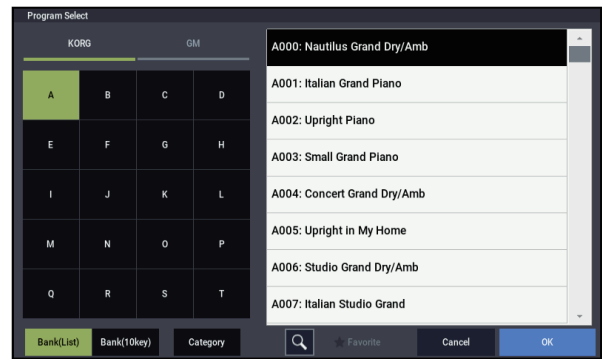 Program Select
KORG GM
A B C D
E F G H
I J K L
M N O P
Q R S T
A000: Nautilus Grand Dry/Amb
A001: Italian Grand Piano
A002: Upright Piano
A003: Small Grand Piano
A004: Concert Grand Dry/Amb
A005: Upright in My Home
A006: Studio Grand Dry/Amb
A007: Italian Studio Grand
Bank(List) Bank(10key) Category Favorite Cancel OK